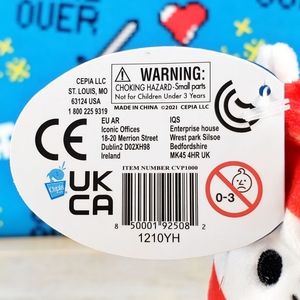 CEPIA LLC
ST. LOUIS, MO
63124 USA
1 800 225 9319
WARNING:
CHOKING HAZARD-Small parts
Not for Children Under 3 Years.
MADE IN CHINA ©2021 CEPIA LLC
CE
EU AR
Iconic Offices
18-20 Merrion Street
Dublin2 D02XH98
Ireland
IQS
Enterprise house
West park Silsoe
Bedfordshire
MK45 4HR UK
Cepia
UK
CA
ITEM NUMBER CVP1000
0-3
8 50001 92508 2
1210YH